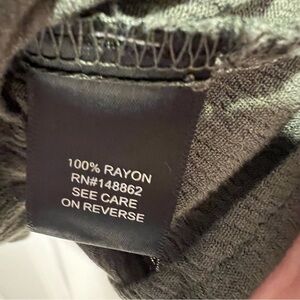 100% RAYON
RN#148862
SEE CARE
ON REVERSE